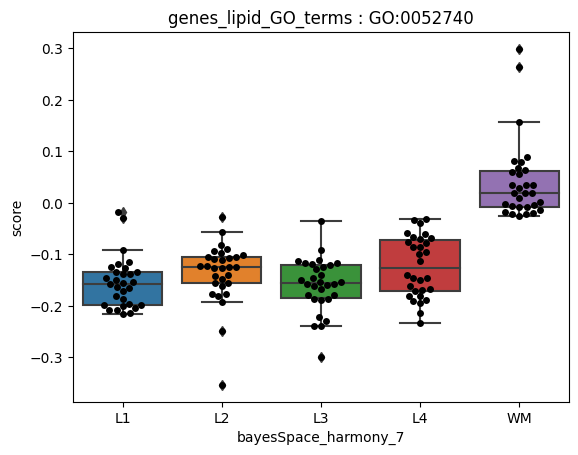 genes_lipid_GO_terms : GO:0052740
0.3
0.2
0.1
0.0
−0.1
−0.2
−0.3
score
L1 L2 L3 L4 WM
bayesSpace_harmony_7